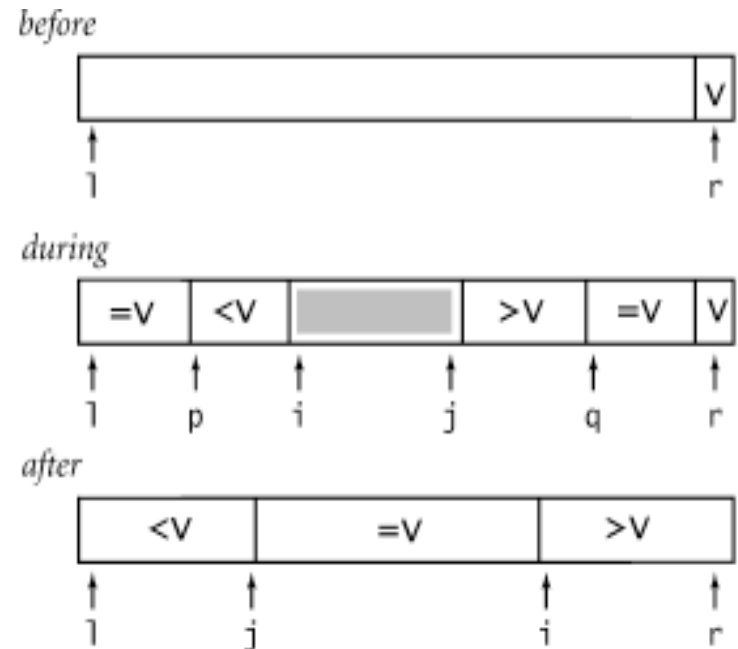 before
v
l r
during
=v <v >v =v v
l p i j q r
after
<v =v >v
l j i r